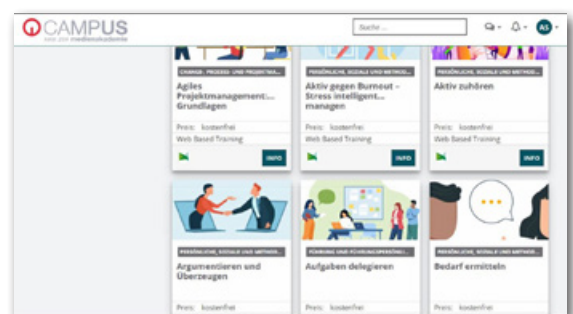 CAMPUS
medienakademie
Suche ...
AS
CHANGE-, PROZESS- UND PROJEKTMA...
PERSÖNLICHE, SOZIALE UND METHOD...
PERSÖNLICHE, SOZIALE UND METHOD...
Agiles
Projektmanagement:...
Grundlagen
Aktiv gegen Burnout –
Stress intelligent...
managen
Aktiv zuhören
Preis: kostenfrei
Preis: kostenfrei
Preis: kostenfrei
Web Based Training
Web Based Training
Web Based Training
INFO
INFO
INFO
PERSÖNLICHE, SOZIALE UND METHOD...
FÜHRUNG UND FÜHRUNGSPERSÖNLI...
PERSÖNLICHE, SOZIALE UND METHOD...
Argumentieren und
Überzeugen
Aufgaben delegieren
Bedarf ermitteln
Preis: kostenfrei
Preis: kostenfrei
Preis: kostenfrei